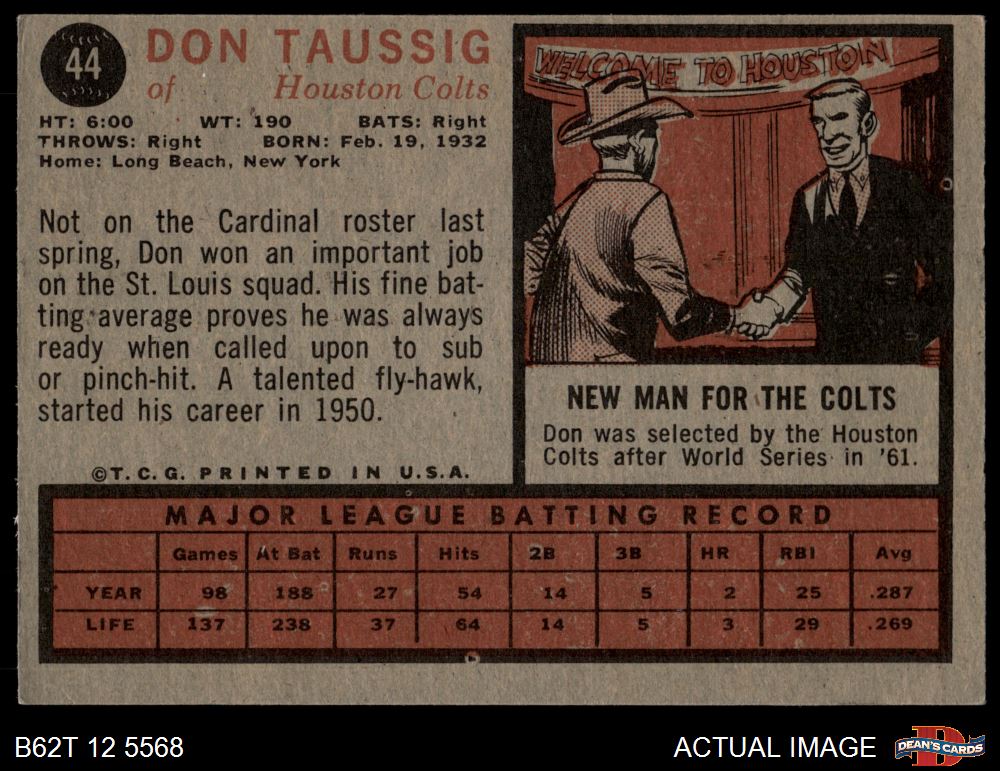 44
DON TAUSSIG
of Houston Colts
HT: 6:00 WT: 190 BATS: Right
THROWS: Right BORN: Feb. 19, 1932
Home: Long Beach, New York
Not on the Cardinal roster last
spring, Don won an important job
on the St. Louis squad. His fine bat-
ting average proves he was always
ready when called upon to sub
or pinch-hit. A talented fly-hawk,
started his career in 1950.
©T.C.G. PRINTED IN U.S.A.
WELCOME TO HOUSTON
NEW MAN FOR THE COLTS
Don was selected by the Houston
Colts after World Series in '61.
MAJOR LEAGUE BATTING RECORD
Games At Bat Runs Hits 2B 3B HR RBI Avg
YEAR 98 188 27 54 14 5 2 25 .287
LIFE 137 238 37 64 14 5 3 29 .269
B62T 12 5568
ACTUAL IMAGE
D
DEAN'S CARDS